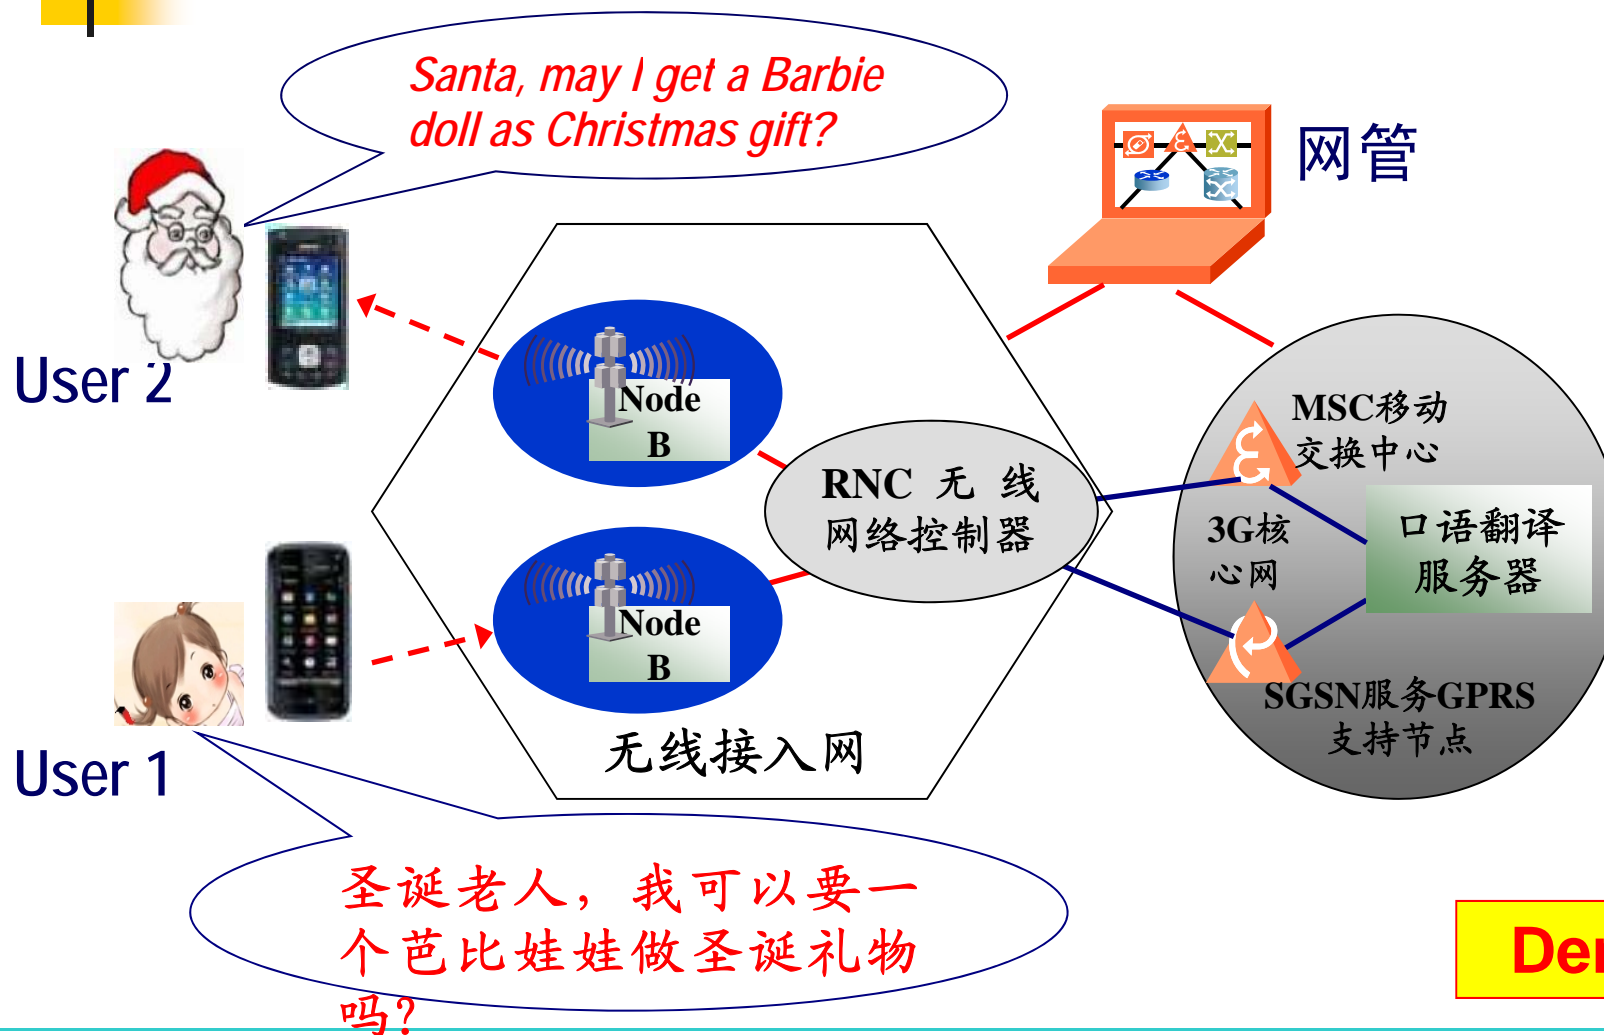 Santa, may I get a Barbie
doll as Christmas gift?
网管
User 2
Node
B
MSC移动
交换中心
RNC 无 线
网络控制器
3G核
心网
口语翻译
服务器
Node
B
SGSN服务GPRS
支持节点
无线接入网
User 1
圣诞老人，我可以要一
个芭比娃娃做圣诞礼物
吗?